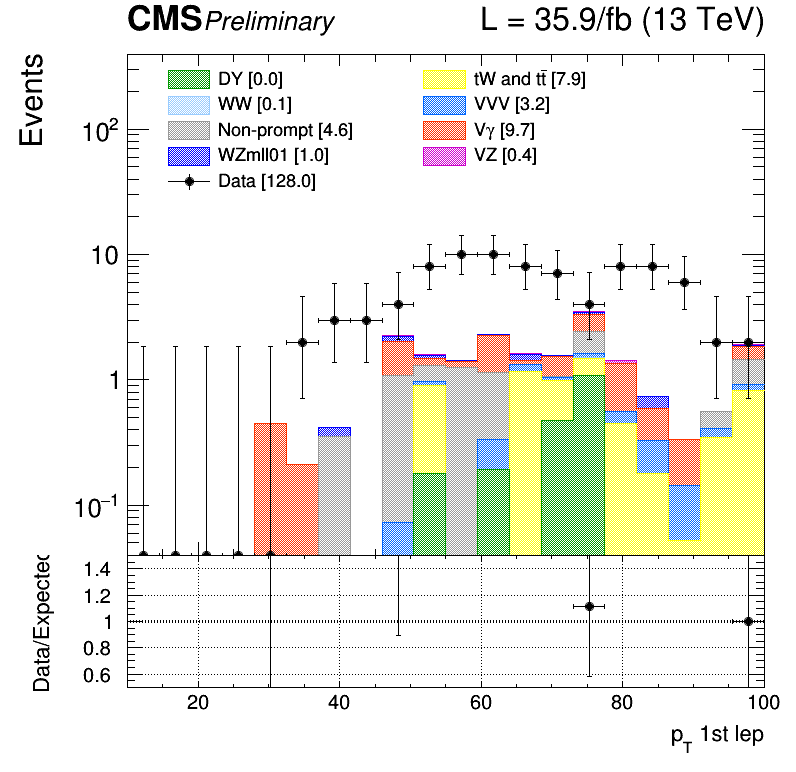 CMS Preliminary L = 35.9/fb (13 TeV)
Events
DY [0.0] tW and tt̄ [7.9]
WW [0.1] VVV [3.2]
Non-prompt [4.6] Vγ [9.7]
WZmll01 [1.0] VZ [0.4]
Data [128.0]
10²
10
1
10⁻¹
Data/Expected
1.4
1.2
1
0.8
0.6
20 40 60 80 100
p_T 1st lep